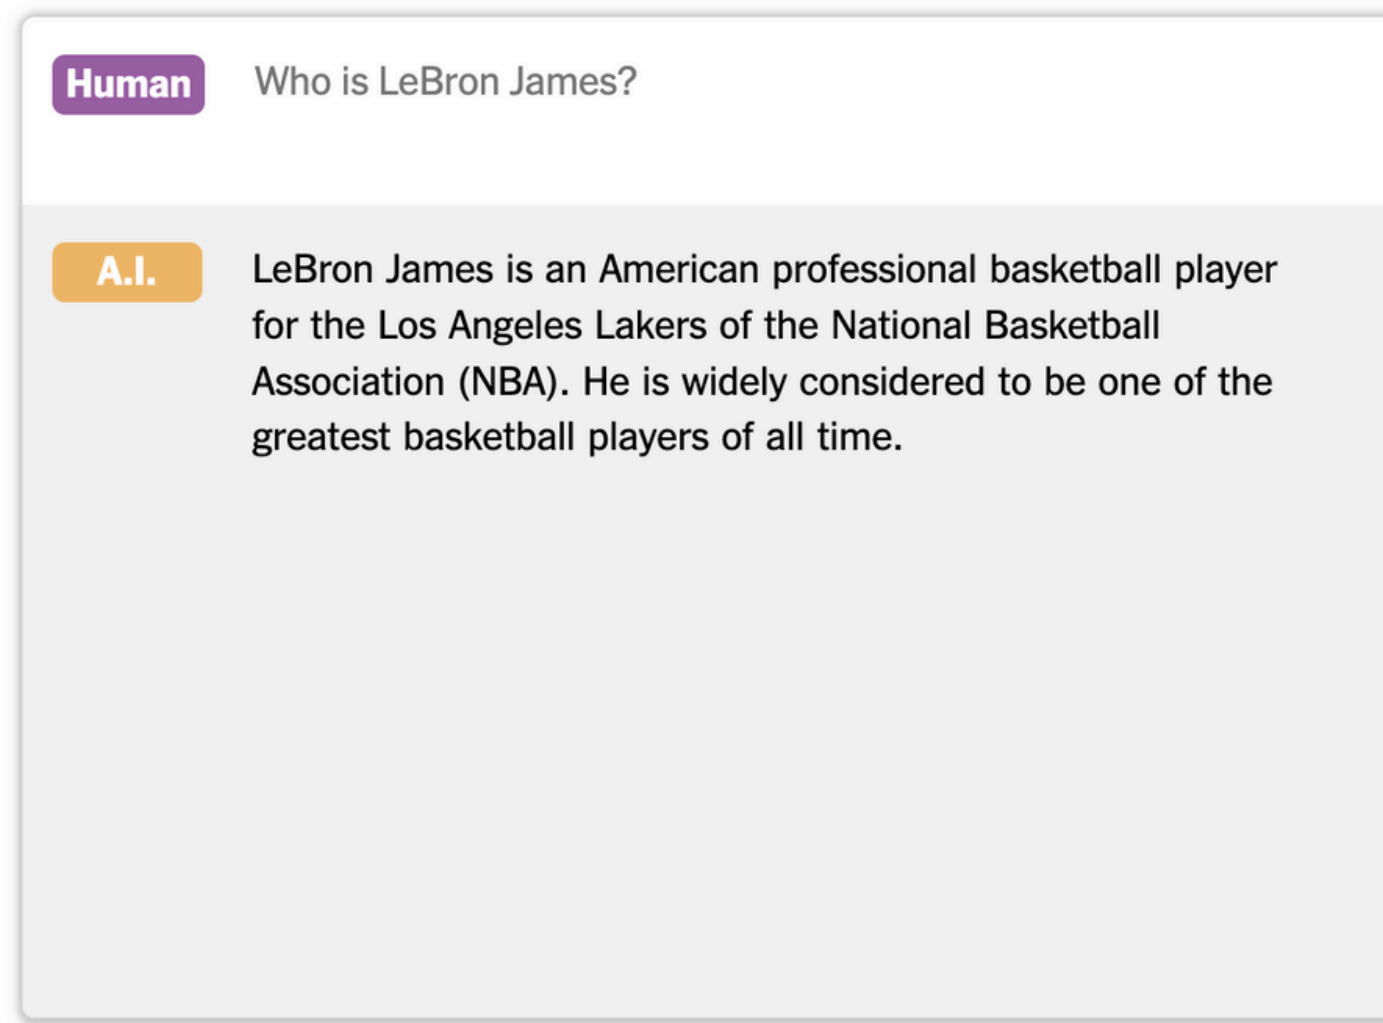 Human Who is LeBron James?
A.I. LeBron James is an American professional basketball player
for the Los Angeles Lakers of the National Basketball
Association (NBA). He is widely considered to be one of the
greatest basketball players of all time.